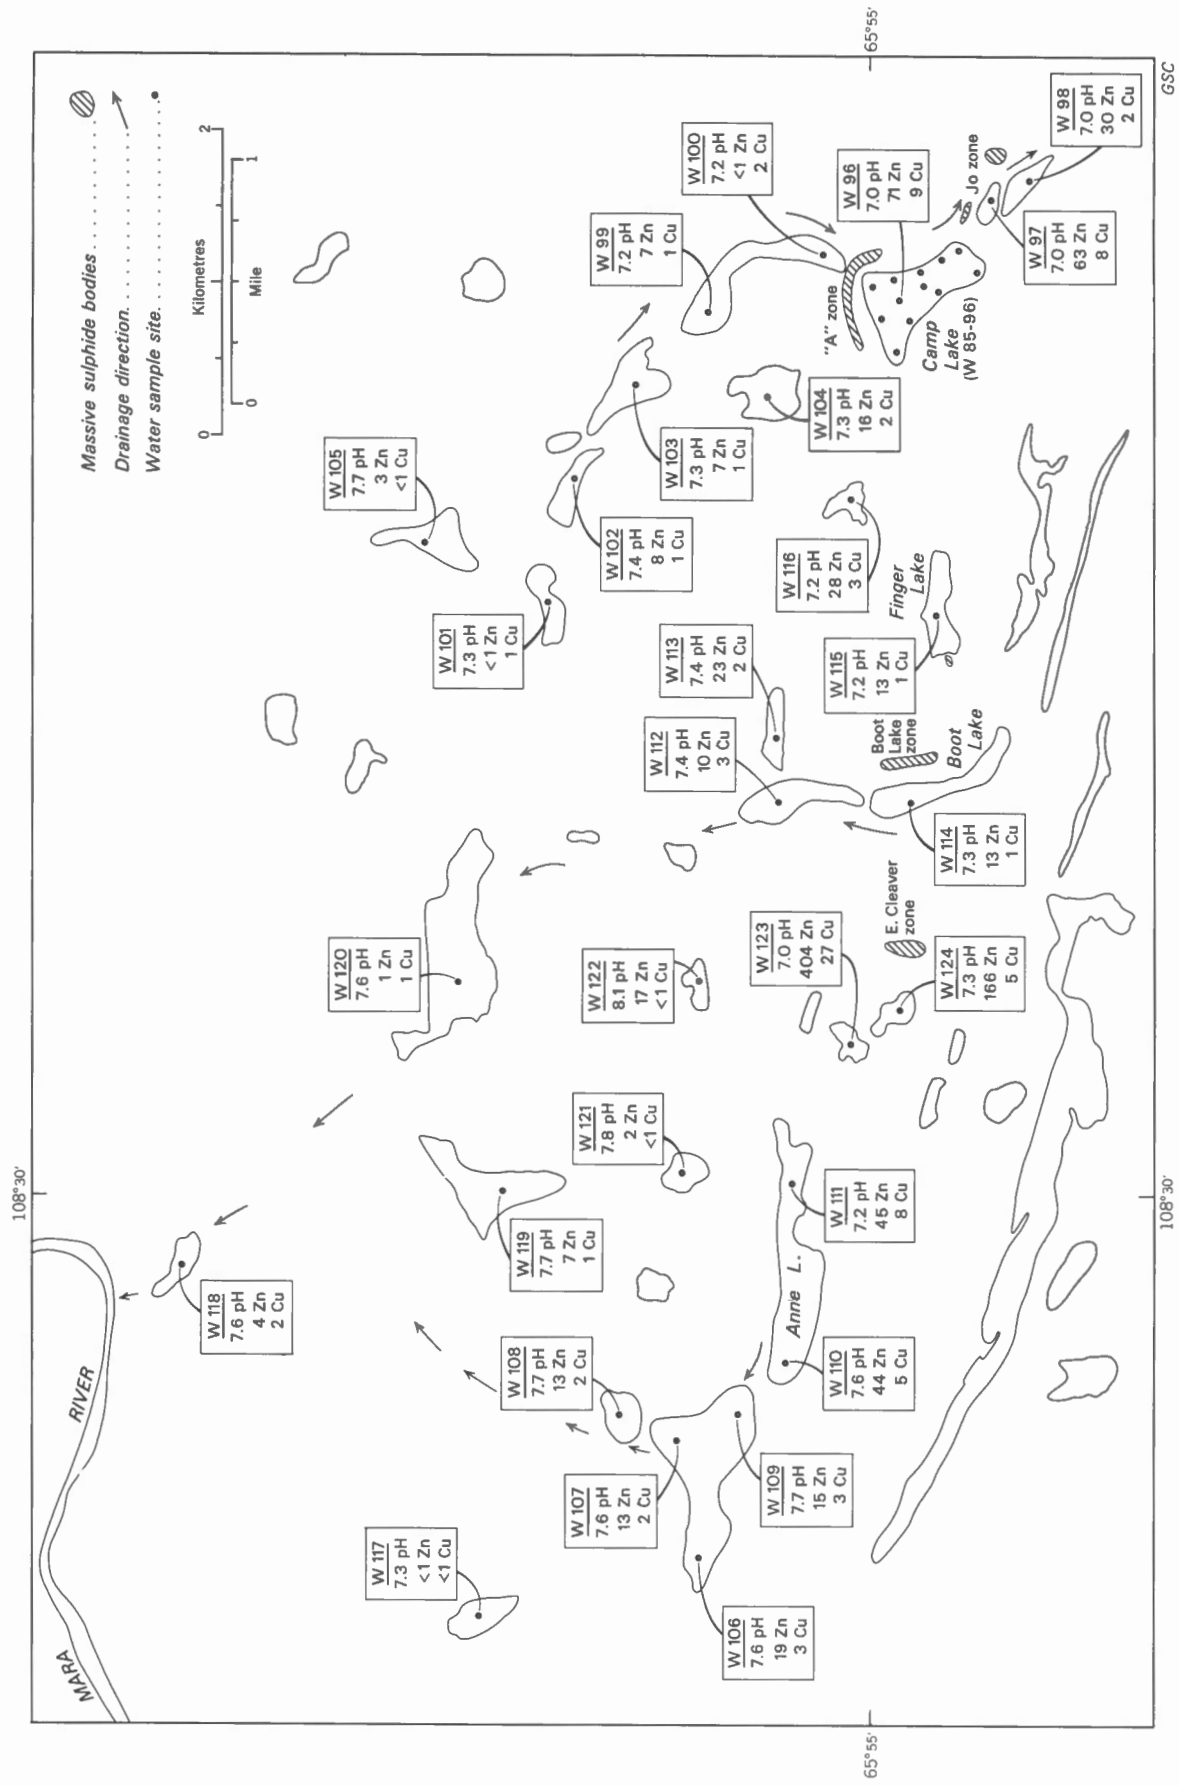 108°30'
MARA
RIVER
Massive sulphide bodies
Drainage direction
Water sample site
Kilometres
0
2
0
1
Mile
W 118
7.6 pH
4 Zn
2 Cu
W 117
7.3 pH
<1 Zn
<1 Cu
W 120
7.6 pH
1 Zn
1 Cu
W 105
7.7 pH
3 Zn
<1 Cu
W 101
7.3 pH
<1 Zn
1 Cu
W 119
7.7 pH
7 Zn
1 Cu
W 108
7.7 pH
13 Zn
2 Cu
W 107
7.6 pH
13 Zn
2 Cu
W 121
7.8 pH
2 Zn
<1 Cu
W 122
8.1 pH
17 Zn
<1 Cu
W 102
7.4 pH
8 Zn
1 Cu
W 103
7.3 pH
7 Zn
1 Cu
W 99
7.2 pH
7 Zn
1 Cu
W 100
7.2 pH
<1 Zn
2 Cu
W 106
7.6 pH
19 Zn
3 Cu
W 109
7.7 pH
15 Zn
3 Cu
Anne L.
W 110
7.6 pH
44 Zn
5 Cu
W 111
7.2 pH
45 Zn
8 Cu
W 123
7.0 pH
404 Zn
27 Cu
W 112
7.4 pH
10 Zn
3 Cu
W 113
7.4 pH
23 Zn
2 Cu
W 116
7.2 pH
28 Zn
3 Cu
W 104
7.3 pH
16 Zn
2 Cu
"A" zone
W 96
7.0 pH
71 Zn
9 Cu
65°55'
65°55'
E. Cleaver
zone
W 124
7.3 pH
166 Zn
5 Cu
W 114
7.3 pH
13 Zn
1 Cu
Boot
Lake
zone
Boot
Lake
W 115
7.2 pH
13 Zn
1 Cu
Finger
Lake
Camp
Lake
(W 85-96)
Jo zone
W 97
7.0 pH
63 Zn
8 Cu
W 98
7.0 pH
30 Zn
2 Cu
108°30'
GSC